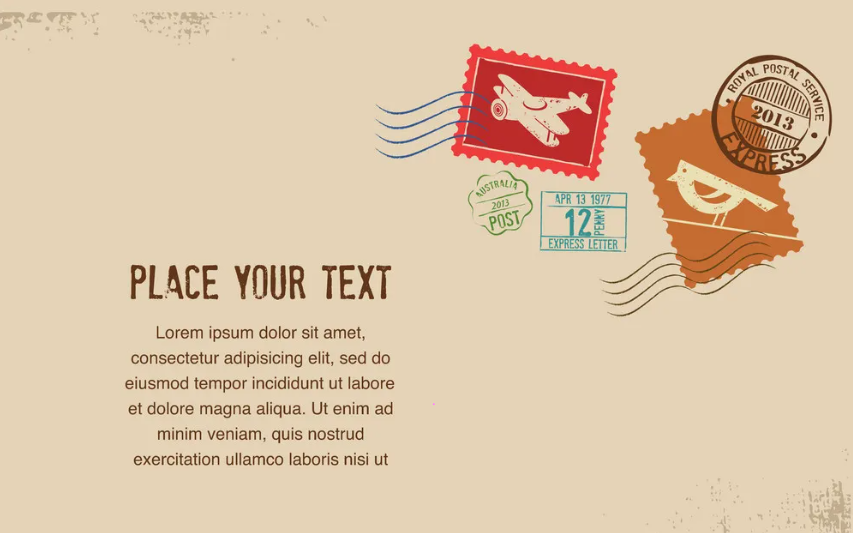 ROYAL POSTAL SERVICE
2013
EXPRESS
AUSTRALIA
2013
POST
APR 13 1977
12 PENNY
EXPRESS LETTER
PLACE YOUR TEXT
Lorem ipsum dolor sit amet,
consectetur adipisicing elit, sed do
eiusmod tempor incididunt ut labore
et dolore magna aliqua. Ut enim ad
minim veniam, quis nostrud
exercitation ullamco laboris nisi ut